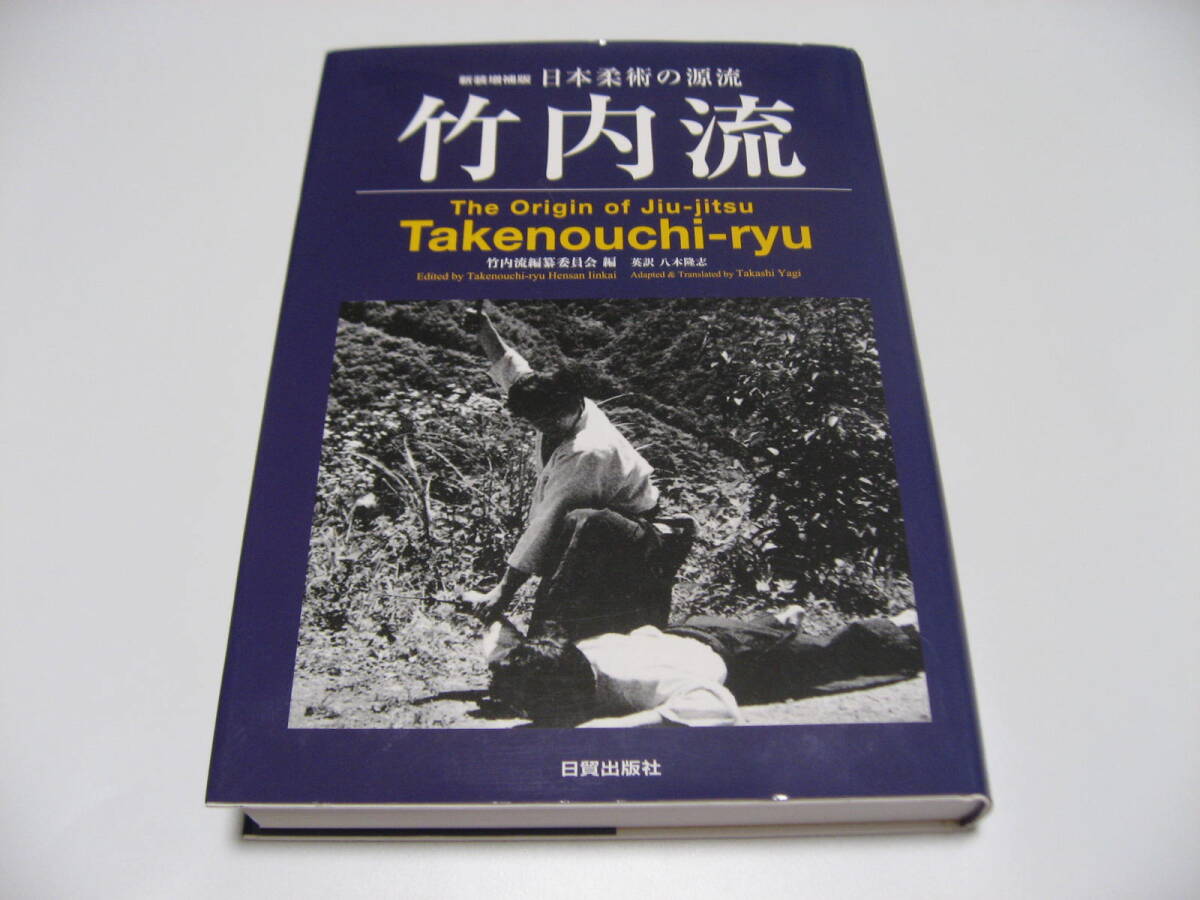 新装増補版 日本柔術の源流
竹内流
The Origin of Jiu-jitsu
Takenouchi-ryu
竹内流編纂委員会 編 英訳 八木隆志
Edited by Takenouchi-ryu Hensan Iinkai Adapted & Translated by Takashi Yagi
日貿出版社